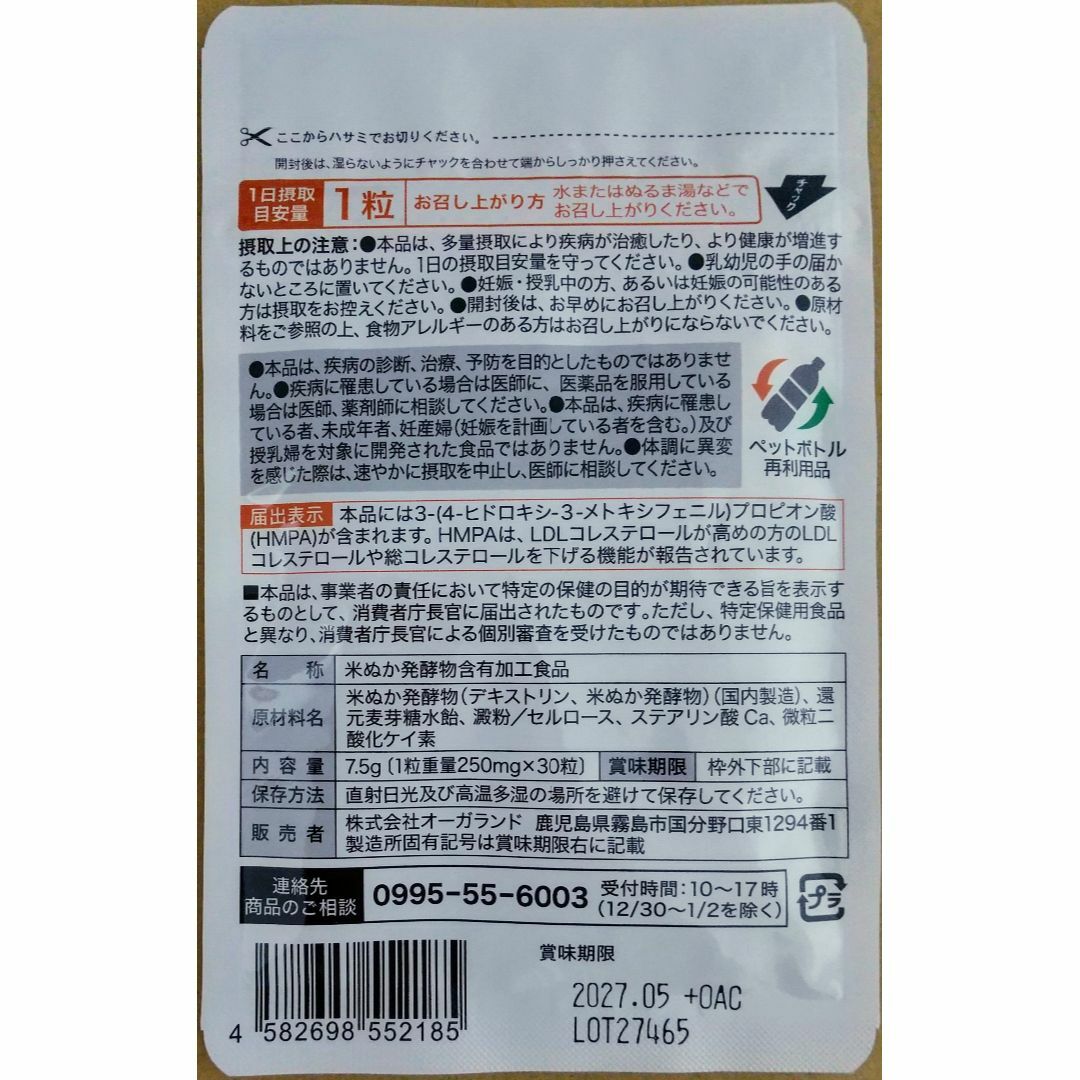 ここからハサミでお切りください。
開封後は、湿らないようにチャックを合わせて端からしっかり押さえてください。
1日摂取
目安量
1粒
お召し上がり方
水またはぬるま湯などで
お召し上がりください。
チャック
摂取上の注意:●本品は、多量摂取により疾病が治癒したり、より健康が増進す
るものではありません。1日の摂取目安量を守ってください。●乳幼児の手の届か
ないところに置いてください。●妊娠・授乳中の方、あるいは妊娠の可能性のある
方は摂取をお控えください。●開封後は、お早めにお召し上がりください。●原材
料をご参照の上、食物アレルギーのある方はお召し上がりにならないでください。
●本品は、疾病の診断、治療、予防を目的としたものではありませ
ん。●疾病に罹患している場合は医師に、医薬品を服用している
場合は医師、薬剤師に相談してください。●本品は、疾病に罹患し
ている者、未成年者、妊産婦(妊娠を計画している者を含む。)及び
授乳婦を対象に開発された食品ではありません。●体調に異変
を感じた際は、速やかに摂取を中止し、医師に相談してください。
ペットボトル
再利用品
届出表示 本品には3-(4-ヒドロキシ-3-メトキシフェニル)プロピオン酸
(HMPA)が含まれます。HMPAは、LDLコレステロールが高めの方のLDL
コレステロールや総コレステロールを下げる機能が報告されています。
■本品は、事業者の責任において特定の保健の目的が期待できる旨を表示す
るものとして、消費者庁長官に届出されたものです。ただし、特定保健用食品
と異なり、消費者庁長官による個別審査を受けたものではありません。
名称 米ぬか発酵物含有加工食品
原材料名 米ぬか発酵物(デキストリン、米ぬか発酵物)(国内製造)、還
元麦芽糖水飴、澱粉/セルロース、ステアリン酸Ca、微粒二
酸化ケイ素
内容量 7.5g〔1粒重量250mg×30粒〕 賞味期限 枠外下部に記載
保存方法 直射日光及び高温多湿の場所を避けて保存してください。
販売者 株式会社オーガランド 鹿児島県霧島市国分野口東1294番1
製造所固有記号は賞味期限右に記載
連絡先
商品のご相談
0995-55-6003
受付時間:10～17時
(12/30～1/2を除く)
プラ
賞味期限
2027.05 +OAC
LOT27465
4 582698 552185